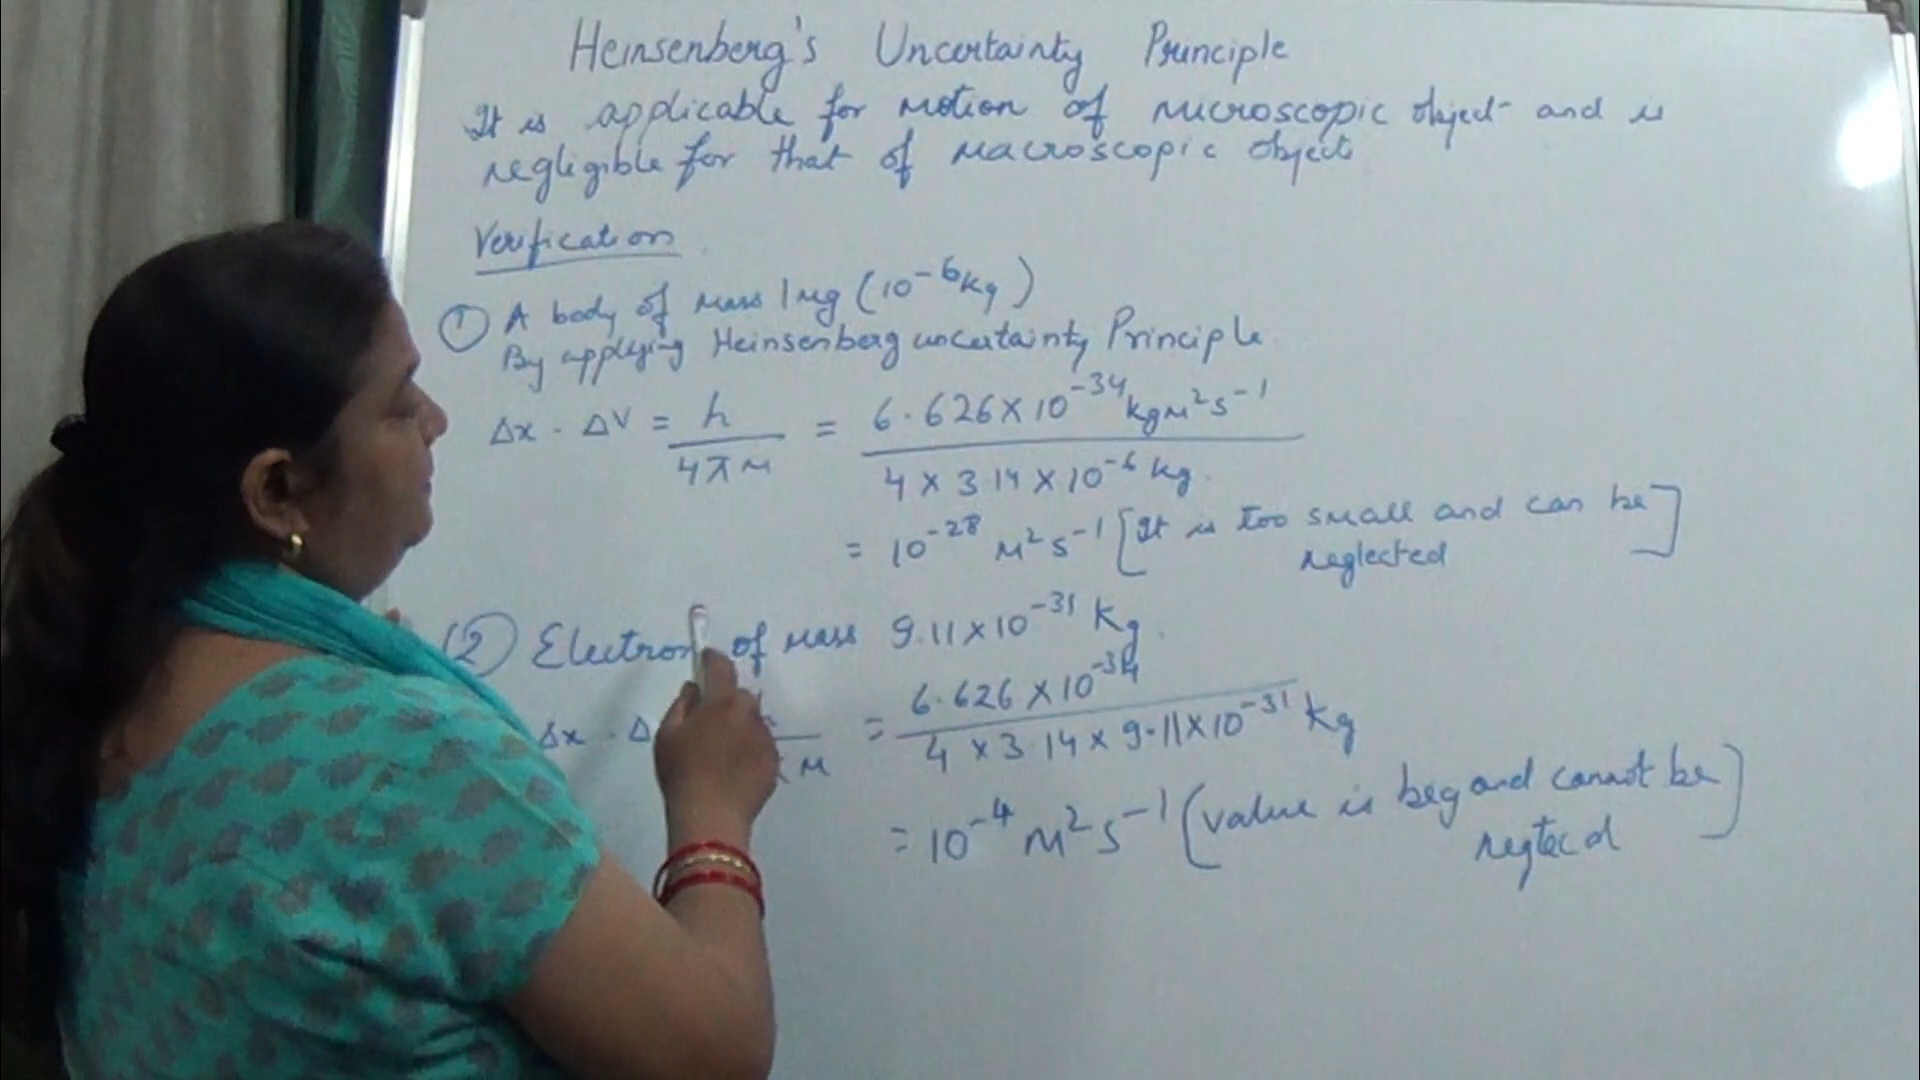 Heinsenberg's Uncertainty Principle
It is applicable for motion of microscopic object and is
negligible for that of macroscopic object
Verification
① A body of mass 1mg (10⁻⁶kg)
By applying Heinsenberg uncertainty Principle.
Δx . ΔV = h / 4πm = 6.626×10⁻³⁴ kgm²s⁻¹ / 4 × 3.14 × 10⁻⁶ kg.
= 10⁻²⁸ m²s⁻¹ [It is too small and can be neglected]
② Electron of mass 9.11×10⁻³¹ Kg.
Δx . Δ m = 6.626 × 10⁻³⁴ / 4 × 3.14 × 9.11×10⁻³¹ Kg
= 10⁻⁴ m²s⁻¹ (value is beg and cannot be